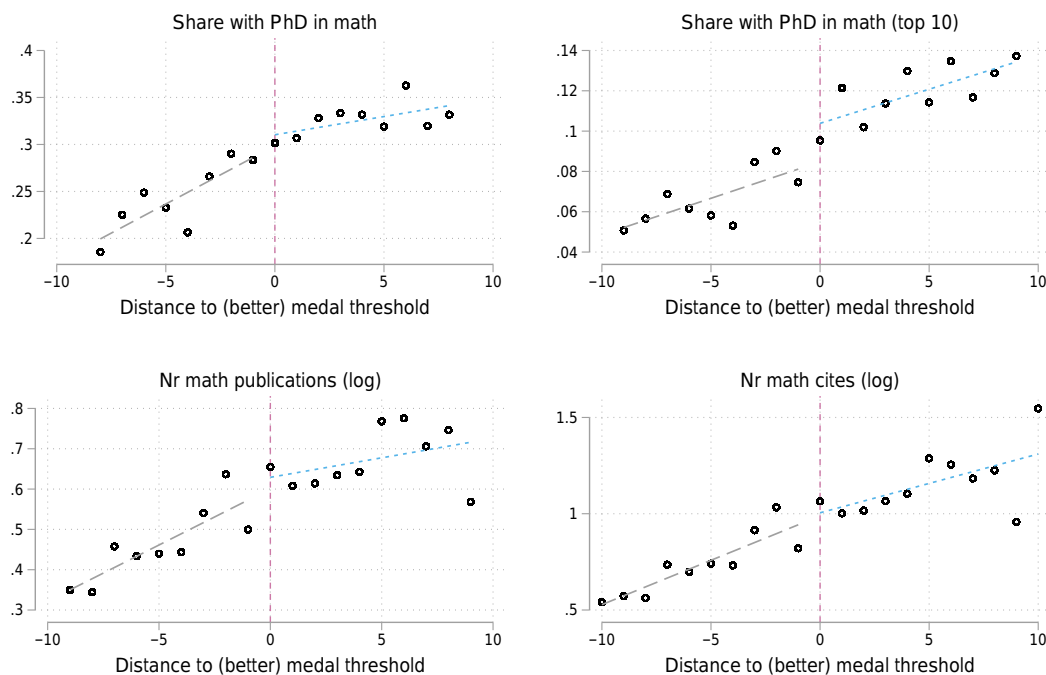 Share with PhD in math
.4
.35
.3
.25
.2
−10 −5 0 5 10
Distance to (better) medal threshold
Share with PhD in math (top 10)
.14
.12
.1
.08
.06
.04
−10 −5 0 5 10
Distance to (better) medal threshold
Nr math publications (log)
.8
.7
.6
.5
.4
.3
−10 −5 0 5 10
Distance to (better) medal threshold
Nr math cites (log)
1.5
1
.5
−10 −5 0 5 10
Distance to (better) medal threshold